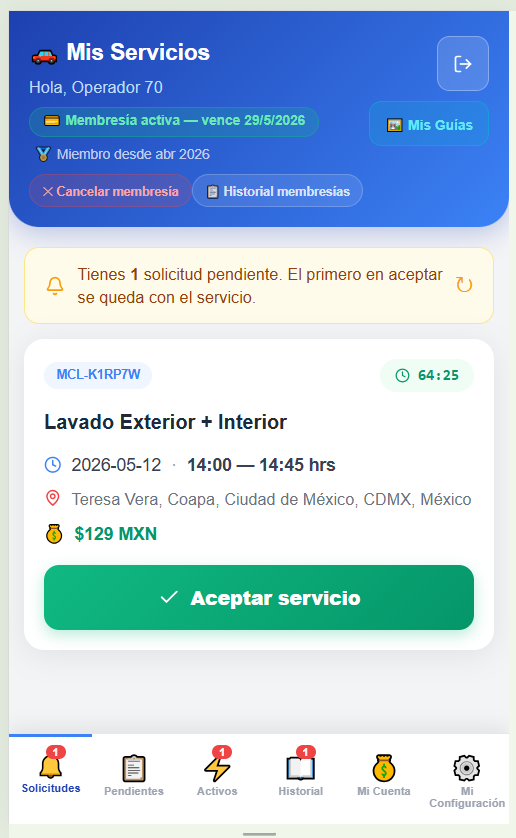 Mis Servicios
Hola, Operador 70
Membresía activa — vence 29/5/2026
Mis Guías
Miembro desde abr 2026
Cancelar membresía
Historial membresías
Tienes 1 solicitud pendiente. El primero en aceptar
se queda con el servicio.
MCL-K1RP7W
64:25
Lavado Exterior + Interior
2026-05-12 · 14:00 — 14:45 hrs
Teresa Vera, Coapa, Ciudad de México, CDMX, México
$129 MXN
Aceptar servicio
1
1
1
Solicitudes
Pendientes
Activos
Historial
Mi Cuenta
Mi
Configuración